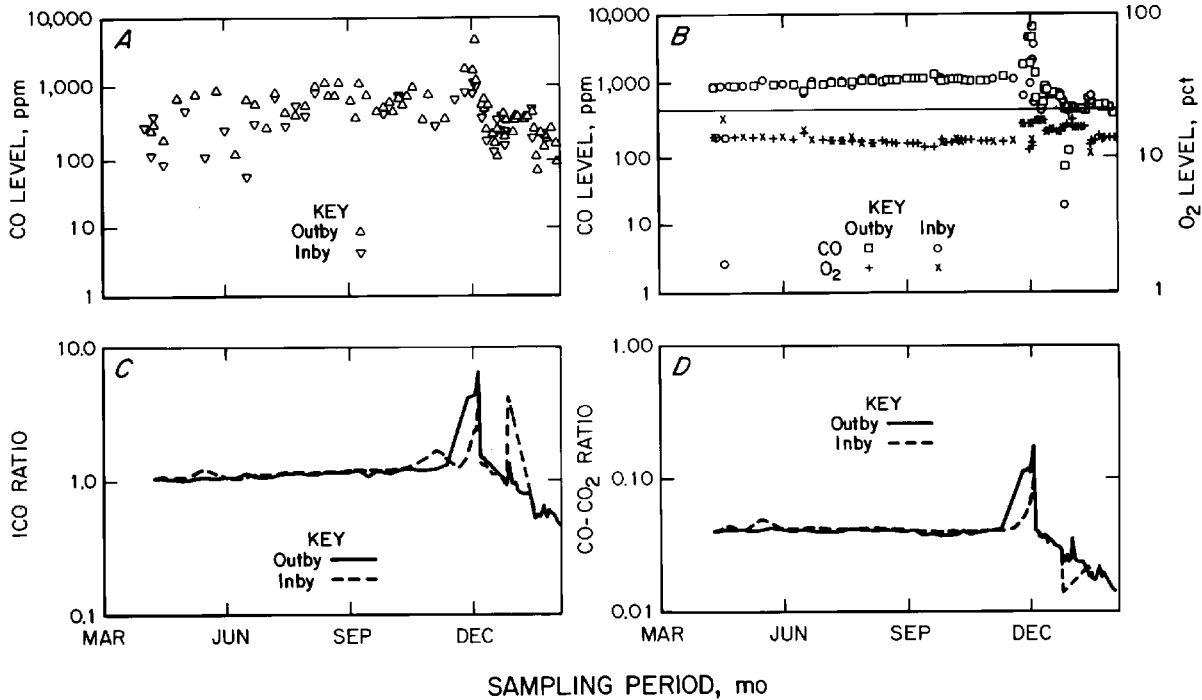 A
10,000
1,000
100
10
1
CO LEVEL, ppm
KEY
Outby △
Inby ▽
B
10,000
1,000
100
10
1
CO LEVEL, ppm
100
10
1
O2 LEVEL, pct
KEY
Outby Inby
CO □ ○
O2 + x
C
10.0
1.0
0.1
ICO RATIO
KEY
Outby
Inby
MAR JUN SEP DEC
D
1.00
0.10
0.01
CO-CO2 RATIO
KEY
Outby
Inby
MAR JUN SEP DEC
SAMPLING PERIOD, mo